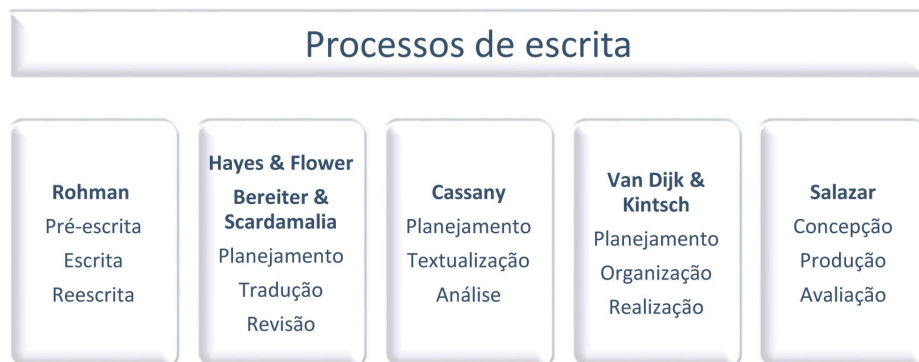 Processos de escrita
Rohman
Pré-escrita
Escrita
Reescrita
Hayes & Flower
Bereiter &
Scardamalia
Planejamento
Tradução
Revisão
Cassany
Planejamento
Textualização
Análise
Van Dijk &
Kintsch
Planejamento
Organização
Realização
Salazar
Concepção
Produção
Avaliação